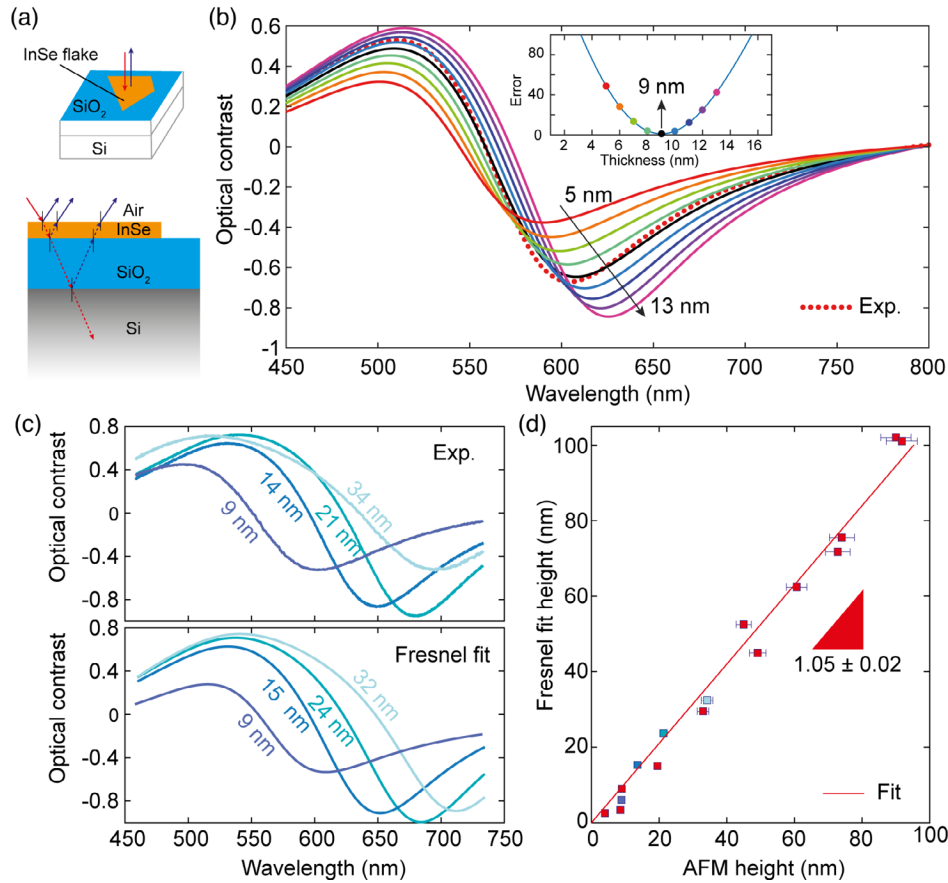 (a)
InSe flake
SiO2
Si
Air
InSe
SiO2
Si
(b)
Optical contrast
0.6
0.4
0.2
0
-0.2
-0.4
-0.6
-0.8
-1
450 500 550 600 650 700 750 800
Wavelength (nm)
Error
80
40
0
9 nm
4 6 8 10 12 14 16
Thickness (nm)
5 nm
13 nm
Exp.
(c)
Optical contrast
0.8
0.4
0
-0.4
-0.8
Exp.
9 nm
14 nm
21 nm
34 nm
Optical contrast
0.8
0.4
0
-0.4
-0.8
Fresnel fit
9 nm
15 nm
24 nm
32 nm
450 500 550 600 650 700 750
Wavelength (nm)
(d)
Fresnel fit height (nm)
100
80
60
40
20
0
1.05 ± 0.02
Fit
0 20 40 60 80 100
AFM height (nm)